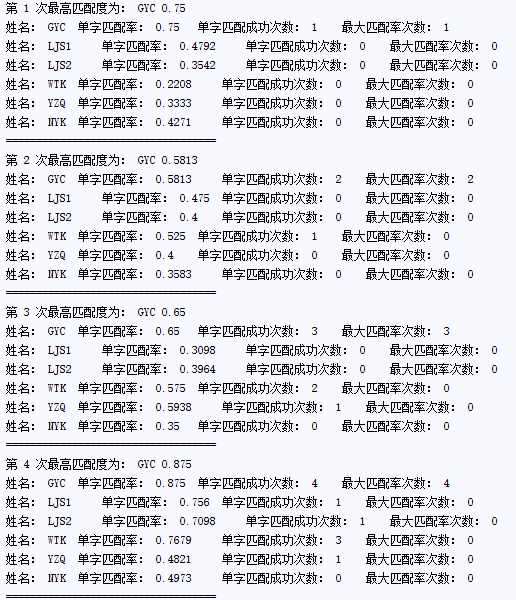 第 1 次最高匹配度为: GYC 0.75
姓名: GYC 单字匹配率: 0.75 单字匹配成功次数: 1 最大匹配率次数: 1
姓名: LJS1 单字匹配率: 0.4792 单字匹配成功次数: 0 最大匹配率次数: 0
姓名: LJS2 单字匹配率: 0.3542 单字匹配成功次数: 0 最大匹配率次数: 0
姓名: WTK 单字匹配率: 0.2208 单字匹配成功次数: 0 最大匹配率次数: 0
姓名: YZQ 单字匹配率: 0.3333 单字匹配成功次数: 0 最大匹配率次数: 0
姓名: NYK 单字匹配率: 0.4271 单字匹配成功次数: 0 最大匹配率次数: 0
===================================
第 2 次最高匹配度为: GYC 0.5813
姓名: GYC 单字匹配率: 0.5813 单字匹配成功次数: 2 最大匹配率次数: 2
姓名: LJS1 单字匹配率: 0.475 单字匹配成功次数: 0 最大匹配率次数: 0
姓名: LJS2 单字匹配率: 0.4 单字匹配成功次数: 0 最大匹配率次数: 0
姓名: WTK 单字匹配率: 0.525 单字匹配成功次数: 1 最大匹配率次数: 0
姓名: YZQ 单字匹配率: 0.4 单字匹配成功次数: 0 最大匹配率次数: 0
姓名: NYK 单字匹配率: 0.3583 单字匹配成功次数: 0 最大匹配率次数: 0
===================================
第 3 次最高匹配度为: GYC 0.65
姓名: GYC 单字匹配率: 0.65 单字匹配成功次数: 3 最大匹配率次数: 3
姓名: LJS1 单字匹配率: 0.3098 单字匹配成功次数: 0 最大匹配率次数: 0
姓名: LJS2 单字匹配率: 0.3964 单字匹配成功次数: 0 最大匹配率次数: 0
姓名: WTK 单字匹配率: 0.575 单字匹配成功次数: 2 最大匹配率次数: 0
姓名: YZQ 单字匹配率: 0.5938 单字匹配成功次数: 1 最大匹配率次数: 0
姓名: NYK 单字匹配率: 0.35 单字匹配成功次数: 0 最大匹配率次数: 0
===================================
第 4 次最高匹配度为: GYC 0.875
姓名: GYC 单字匹配率: 0.875 单字匹配成功次数: 4 最大匹配率次数: 4
姓名: LJS1 单字匹配率: 0.756 单字匹配成功次数: 1 最大匹配率次数: 0
姓名: LJS2 单字匹配率: 0.7098 单字匹配成功次数: 1 最大匹配率次数: 0
姓名: WTK 单字匹配率: 0.7679 单字匹配成功次数: 3 最大匹配率次数: 0
姓名: YZQ 单字匹配率: 0.4821 单字匹配成功次数: 1 最大匹配率次数: 0
姓名: NYK 单字匹配率: 0.4973 单字匹配成功次数: 0 最大匹配率次数: 0
===================================